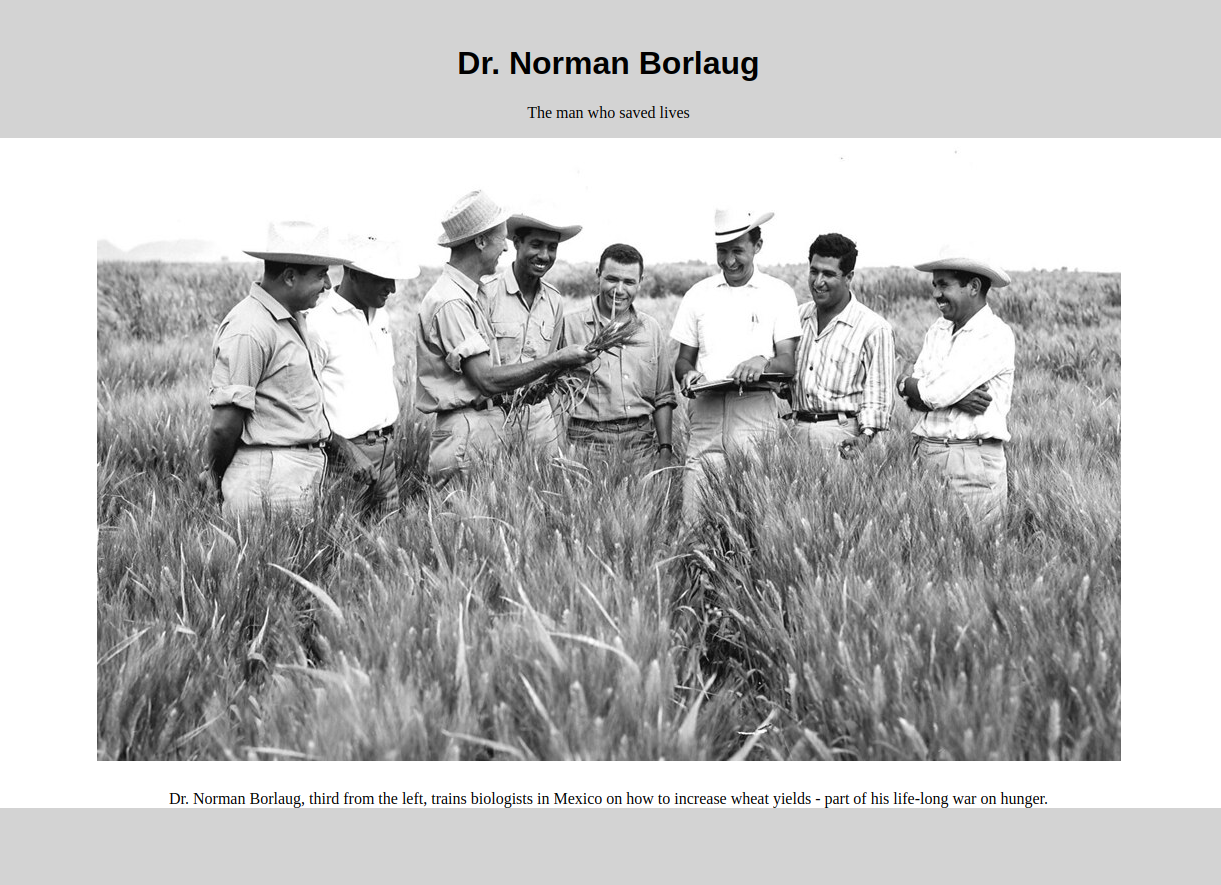 Dr. Norman Borlaug
The man who saved lives
Dr. Norman Borlaug, third from the left, trains biologists in Mexico on how to increase wheat yields - part of his life-long war on hunger.